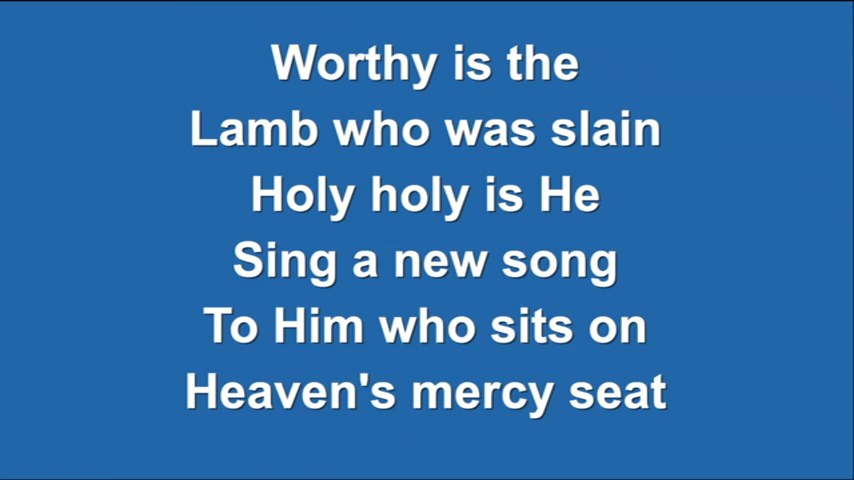 Worthy is the
Lamb who was slain
Holy holy is He
Sing a new song
To Him who sits on
Heaven's mercy seat